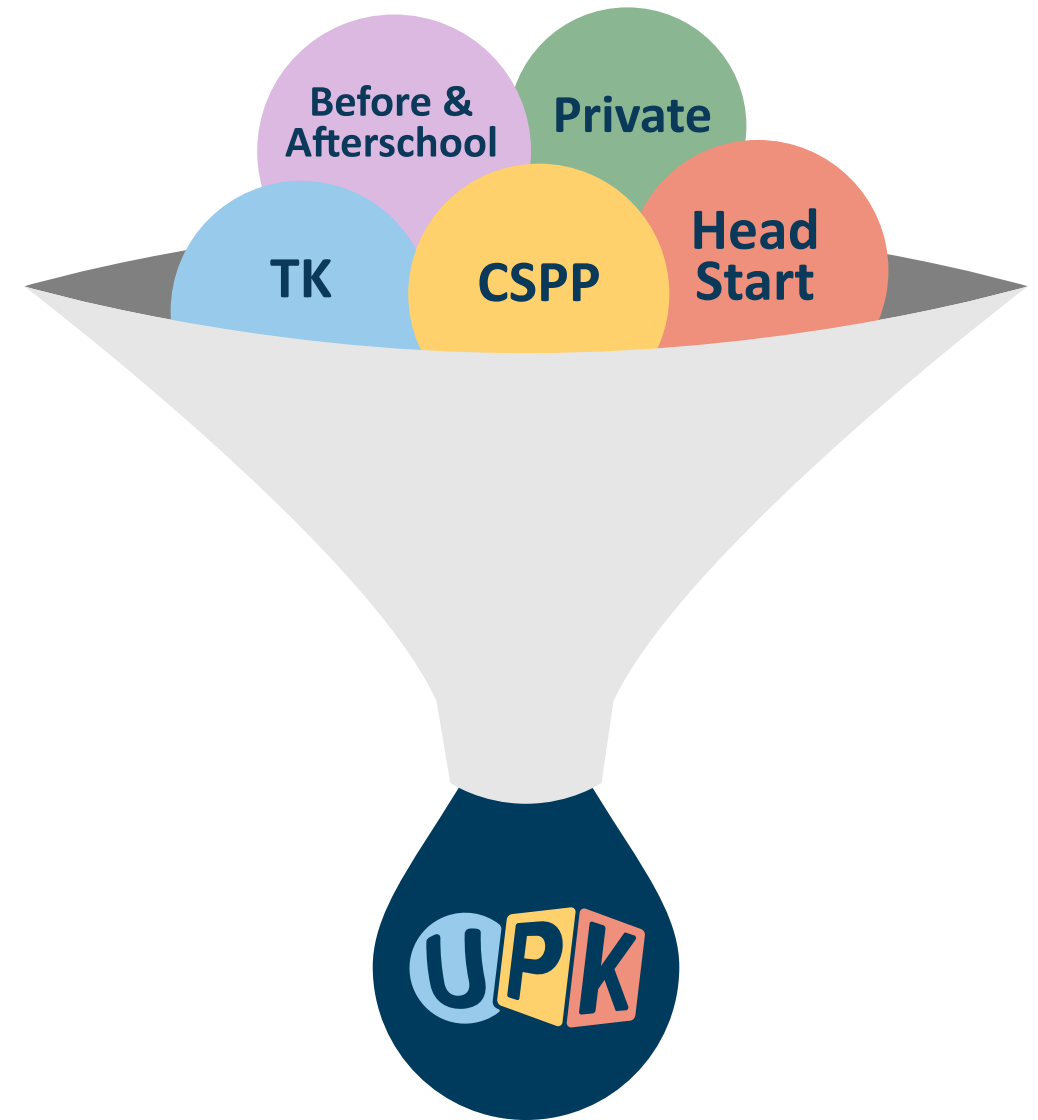 Before &
Afterschool
Private
TK
CSPP
Head
Start
UPK